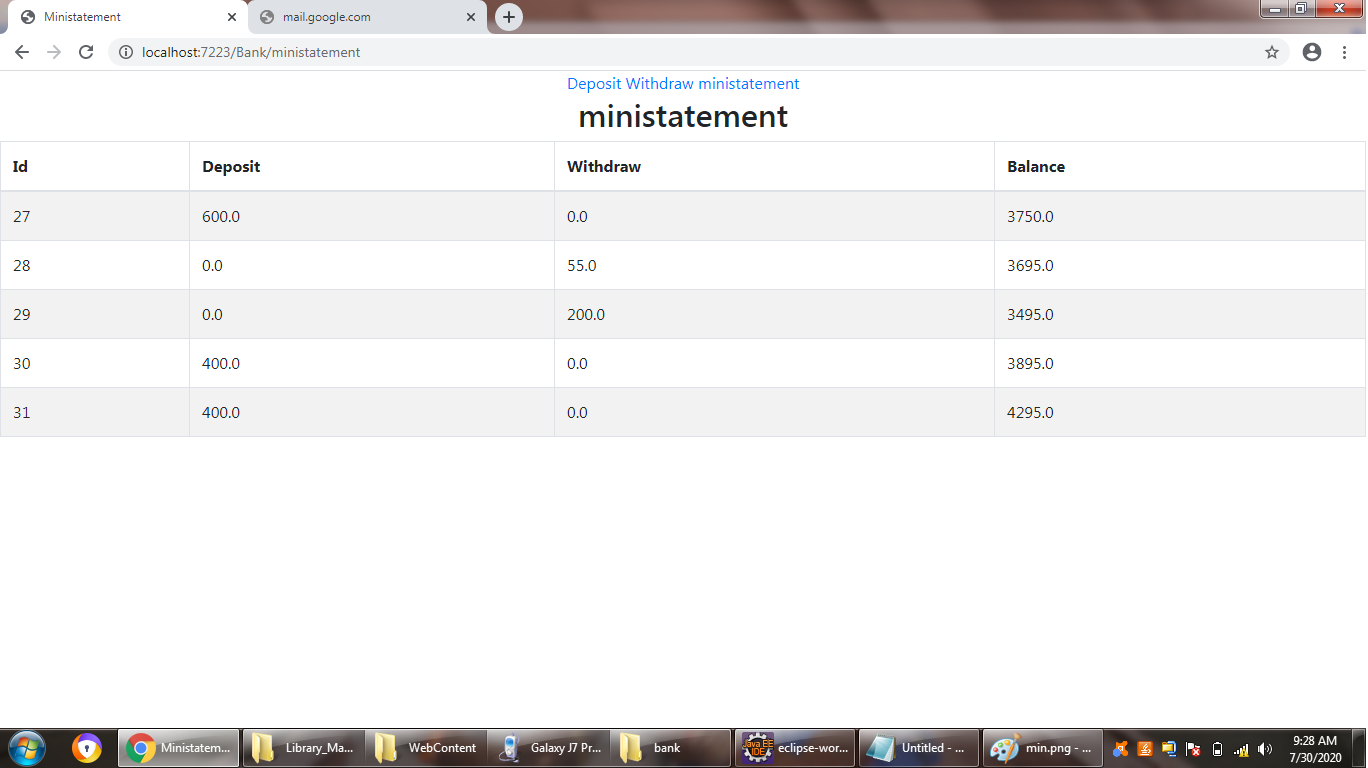 Ministatement
mail.google.com
localhost:7223/Bank/ministatement
Deposit Withdraw ministatement
ministatement
Id Deposit Withdraw Balance
27 600.0 0.0 3750.0
28 0.0 55.0 3695.0
29 0.0 200.0 3495.0
30 400.0 0.0 3895.0
31 400.0 0.0 4295.0
Ministatem... Library_Ma... WebContent Galaxy J7 Pr... bank Java EE IDE eclipse-wor... Untitled - ... min.png - ... 9:28 AM
7/30/2020